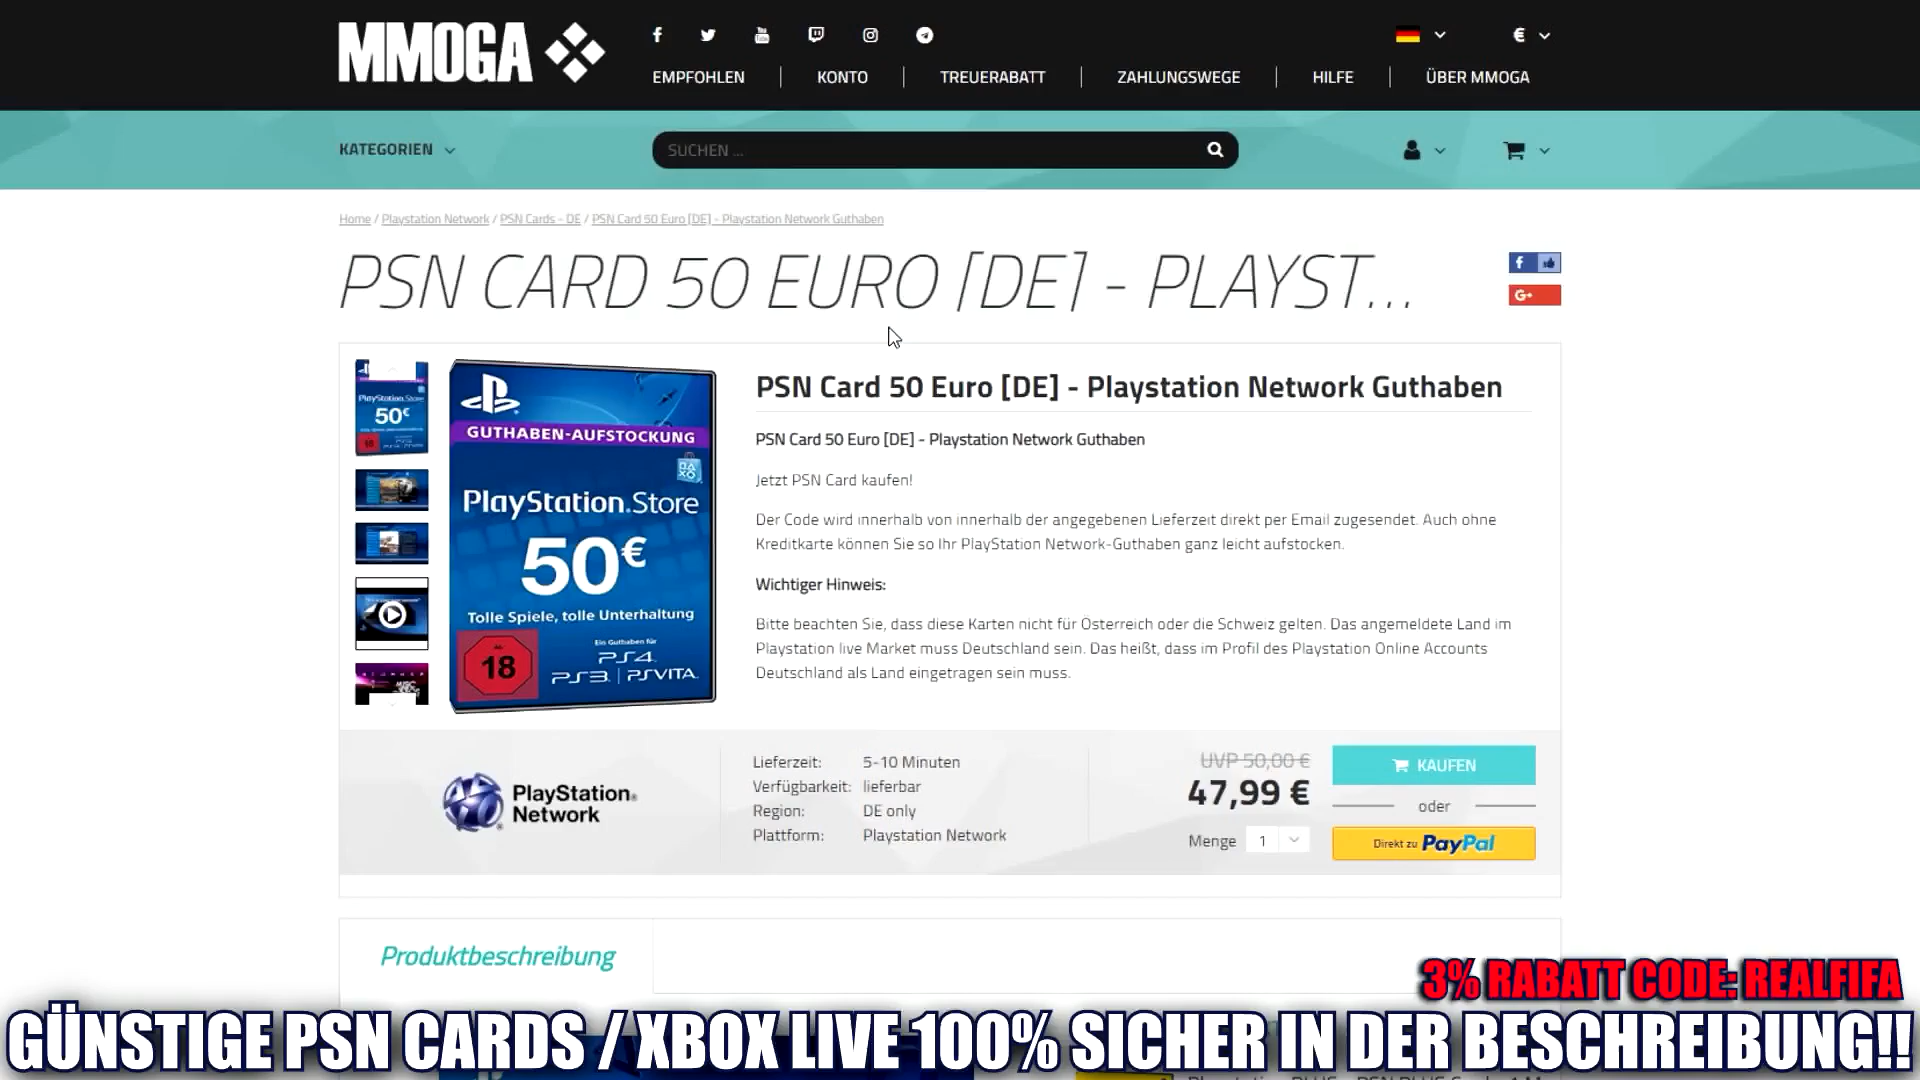 MMOGA
EMPFOHLEN
KONTO
TREUERABATT
ZAHLUNGSWEGE
HILFE
ÜBER MMOGA
€
KATEGORIEN
SUCHEN ...
Home / Playstation Network / PSN Cards - DE / PSN Card 50 Euro [DE] - Playstation Network Guthaben
PSN CARD 50 EURO [DE] - PLAYST...
PSN Card 50 Euro [DE] - Playstation Network Guthaben
PlayStation.Store
50€
18
GUTHABEN-AUFSTOCKUNG
PlayStation.Store
50€
Tolle Spiele, tolle Unterhaltung
Ein Guthaben für
18
PS4
PS3 | PSVITA
PSN Card 50 Euro [DE] - Playstation Network Guthaben
Jetzt PSN Card kaufen!
Der Code wird innerhalb von innerhalb der angegebenen Lieferzeit direkt per Email zugesendet. Auch ohne
Kreditkarte können Sie so Ihr PlayStation Network-Guthaben ganz leicht aufstocken.
Wichtiger Hinweis:
Bitte beachten Sie, dass diese Karten nicht für Österreich oder die Schweiz gelten. Das angemeldete Land im
Playstation live Market muss Deutschland sein. Das heißt, dass im Profil des Playstation Online Accounts
Deutschland als Land eingetragen sein muss.
PlayStation®
Network
Lieferzeit: 5-10 Minuten
Verfügbarkeit: lieferbar
Region: DE only
Plattform: Playstation Network
UVP 50,00 €
47,99 €
Menge 1
KAUFEN
oder
Direkt zu PayPal
Produktbeschreibung
3% RABATT CODE: REALFIFA
GÜNSTIGE PSN CARDS / XBOX LIVE 100% SICHER IN DER BESCHREIBUNG!!